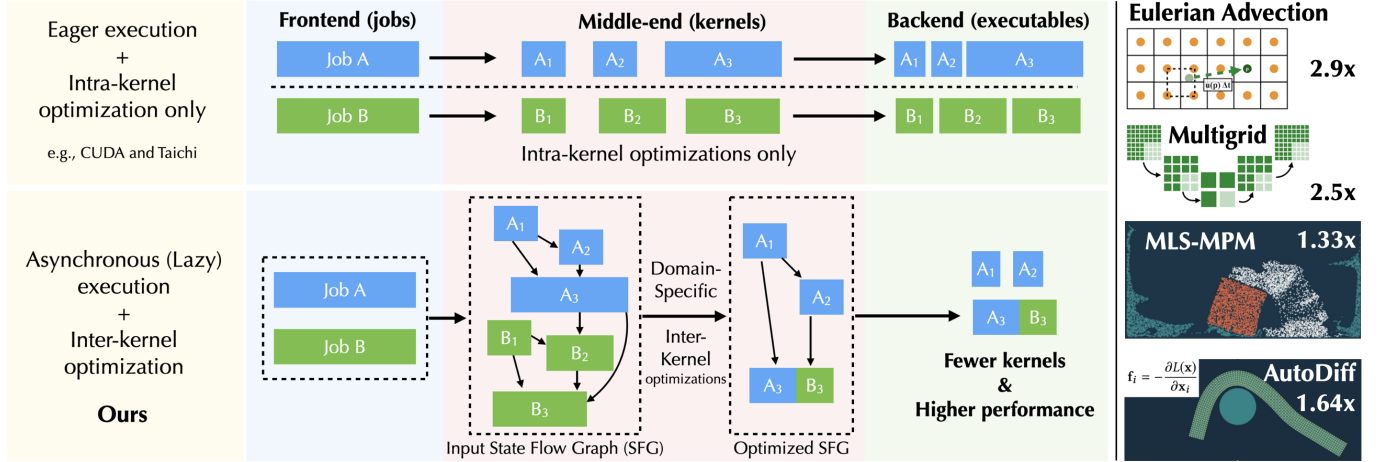 Frontend (jobs)
Middle-end (kernels)
Backend (executables)
Eager execution
+
Intra-kernel
optimization only
e.g., CUDA and Taichi
Job A
A1
A2
A3
A1
A2
A3
Job B
B1
B2
B3
B1
B2
B3
Intra-kernel optimizations only
Asynchronous (Lazy)
execution
+
Inter-kernel
optimization
Ours
Job A
Job B
A1
A2
A3
B1
B2
B3
Input State Flow Graph (SFG)
Domain-
Specific
Inter-
Kernel
optimizations
A1
A2
A3
B3
Optimized SFG
A1
A2
A3
B3
Fewer kernels
&
Higher performance
Eulerian Advection
p
u(p) Δt
2.9x
Multigrid
2.5x
MLS-MPM
1.33x
f_i = -∂L(x)/∂x_i
AutoDiff
1.64x